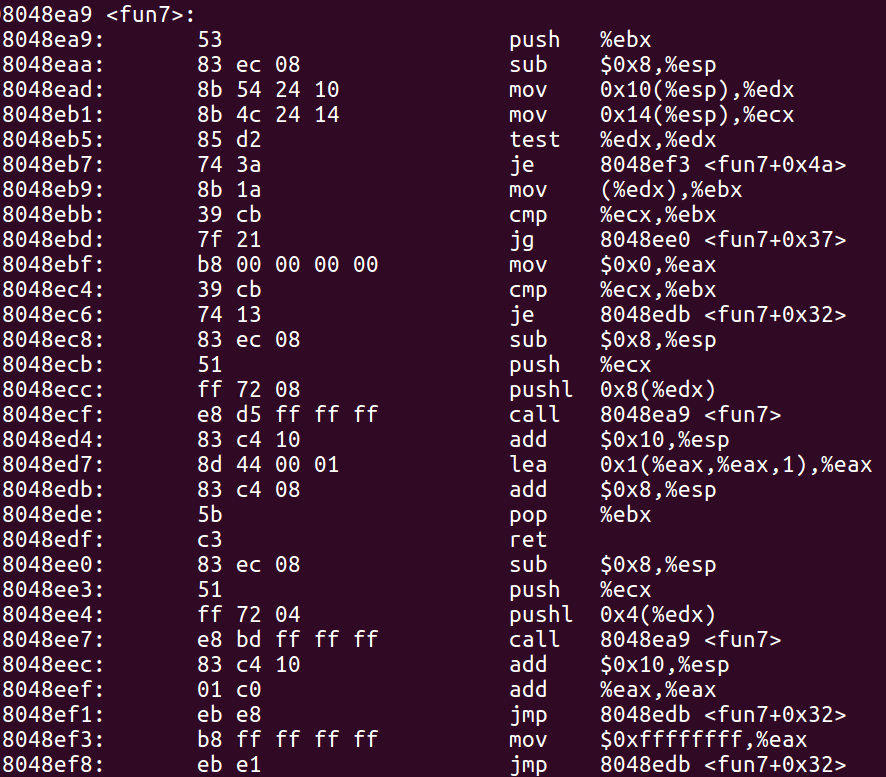 8048ea9 <fun7>:
8048ea9: 53 push %ebx
8048eaa: 83 ec 08 sub $0x8,%esp
8048ead: 8b 54 24 10 mov 0x10(%esp),%edx
8048eb1: 8b 4c 24 14 mov 0x14(%esp),%ecx
8048eb5: 85 d2 test %edx,%edx
8048eb7: 74 3a je 8048ef3 <fun7+0x4a>
8048eb9: 8b 1a mov (%edx),%ebx
8048ebb: 39 cb cmp %ecx,%ebx
8048ebd: 7f 21 jg 8048ee0 <fun7+0x37>
8048ebf: b8 00 00 00 00 mov $0x0,%eax
8048ec4: 39 cb cmp %ecx,%ebx
8048ec6: 74 13 je 8048edb <fun7+0x32>
8048ec8: 83 ec 08 sub $0x8,%esp
8048ecb: 51 push %ecx
8048ecc: ff 72 08 pushl 0x8(%edx)
8048ecf: e8 d5 ff ff ff call 8048ea9 <fun7>
8048ed4: 83 c4 10 add $0x10,%esp
8048ed7: 8d 44 00 01 lea 0x1(%eax,%eax,1),%eax
8048edb: 83 c4 08 add $0x8,%esp
8048ede: 5b pop %ebx
8048edf: c3 ret
8048ee0: 83 ec 08 sub $0x8,%esp
8048ee3: 51 push %ecx
8048ee4: ff 72 04 pushl 0x4(%edx)
8048ee7: e8 bd ff ff ff call 8048ea9 <fun7>
8048eec: 83 c4 10 add $0x10,%esp
8048eef: 01 c0 add %eax,%eax
8048ef1: eb e8 jmp 8048edb <fun7+0x32>
8048ef3: b8 ff ff ff ff mov $0xffffffff,%eax
8048ef8: eb e1 jmp 8048edb <fun7+0x32>